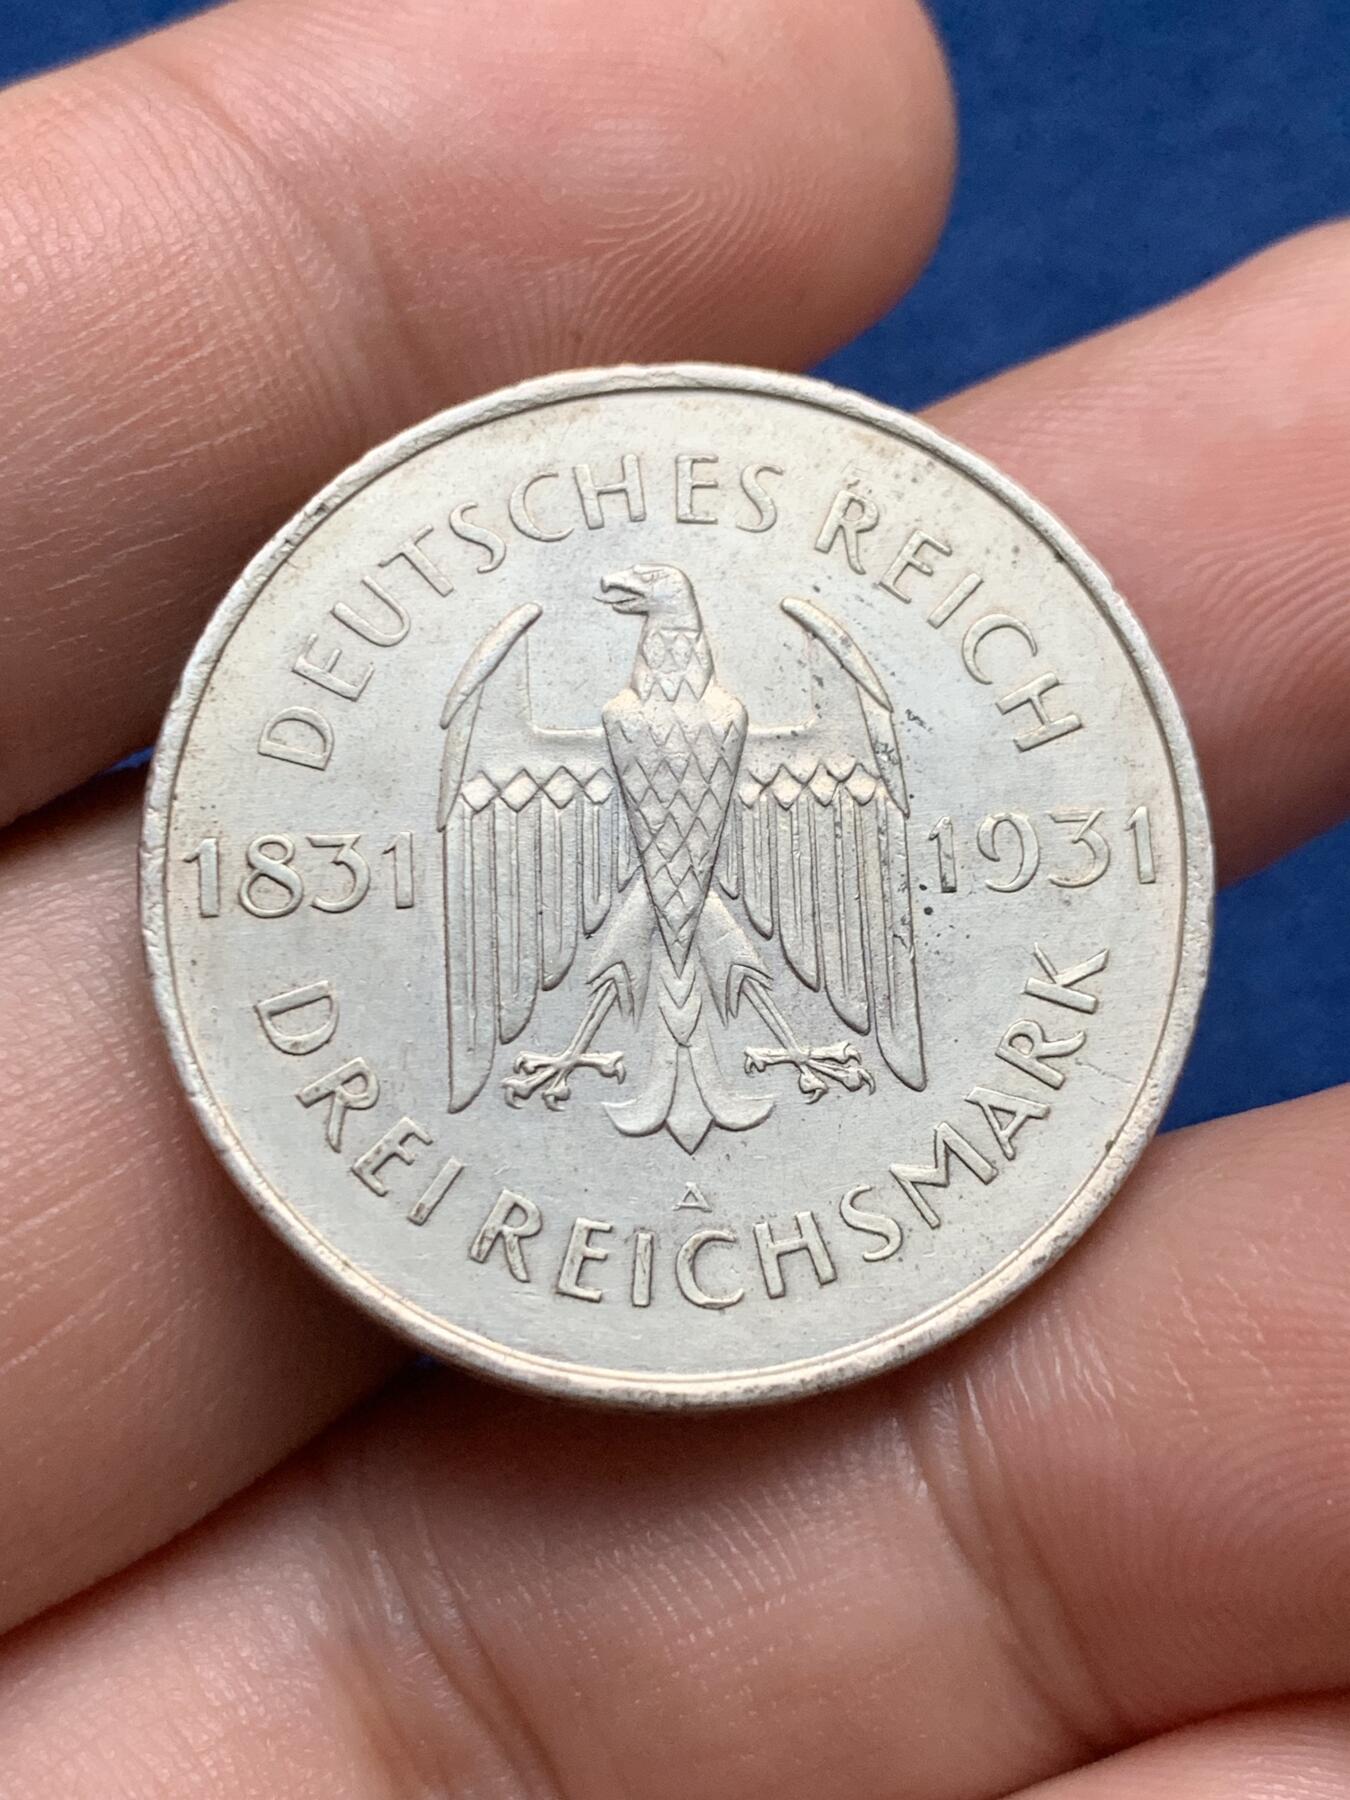 DEUTSCHES REICH
1831 1931
A
DREI REICHSMARK